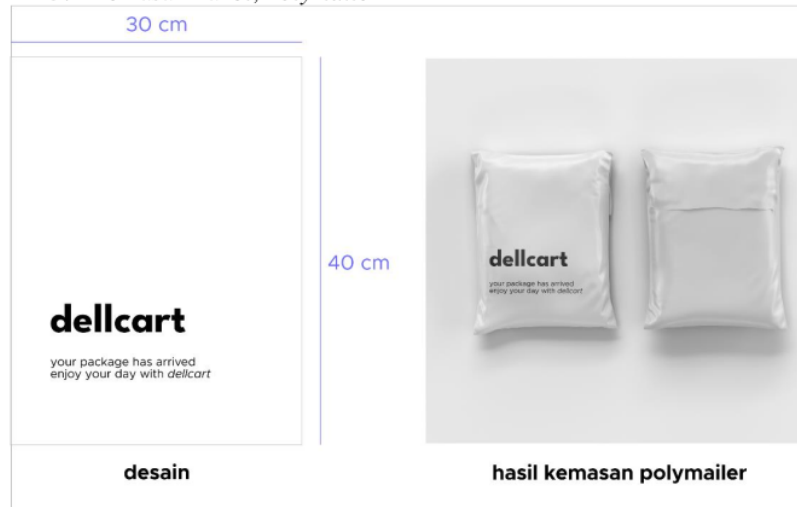 30 cm
40 cm
dellcart
your package has arrived
enjoy your day with dellcart
desain
dellcart
your package has arrived
enjoy your day with dellcart
hasil kemasan polymailer